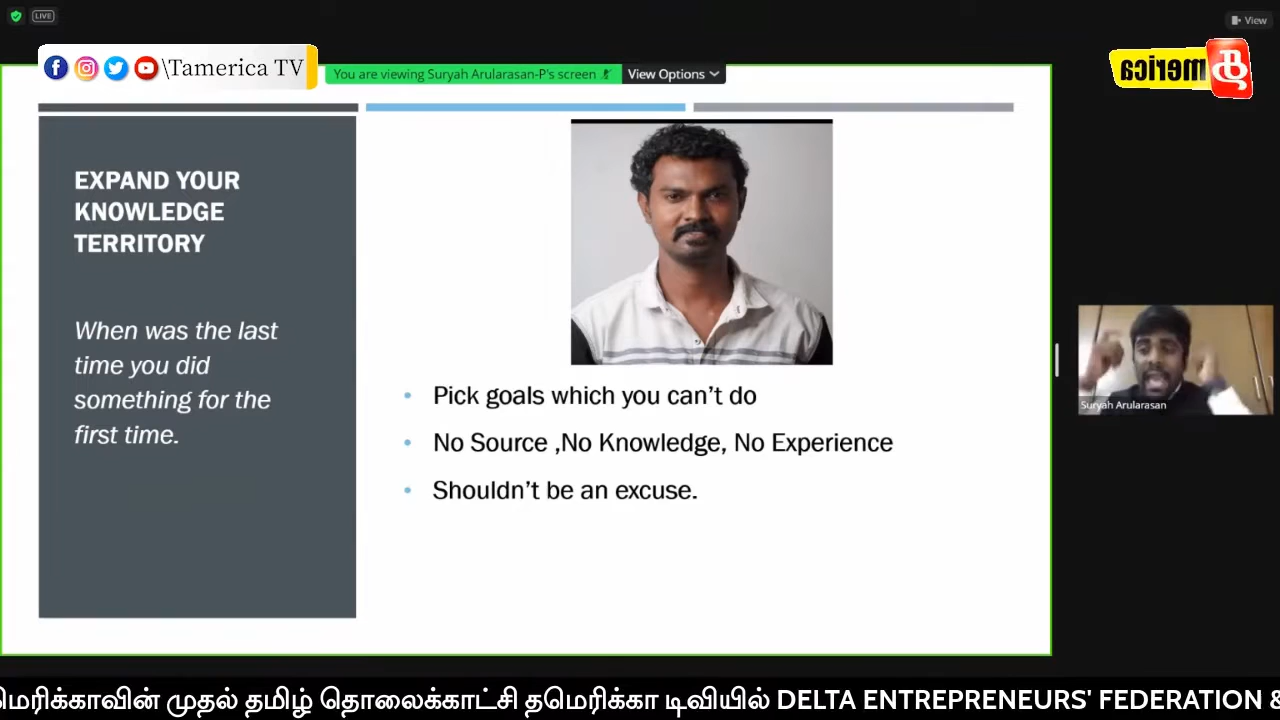 LIVE
View
\Tamerica TV
You are viewing Suryah Arularasan-P's screen
View Options
தmerica
EXPAND YOUR
KNOWLEDGE
TERRITORY
When was the last
time you did
something for the
first time.
• Pick goals which you can't do
• No Source ,No Knowledge, No Experience
• Shouldn't be an excuse.
Suryah Arularasan
மெரிக்காவின் முதல் தமிழ் தொலைக்காட்சி தமெரிக்கா டிவியில் DELTA ENTREPRENEURS' FEDERATION &